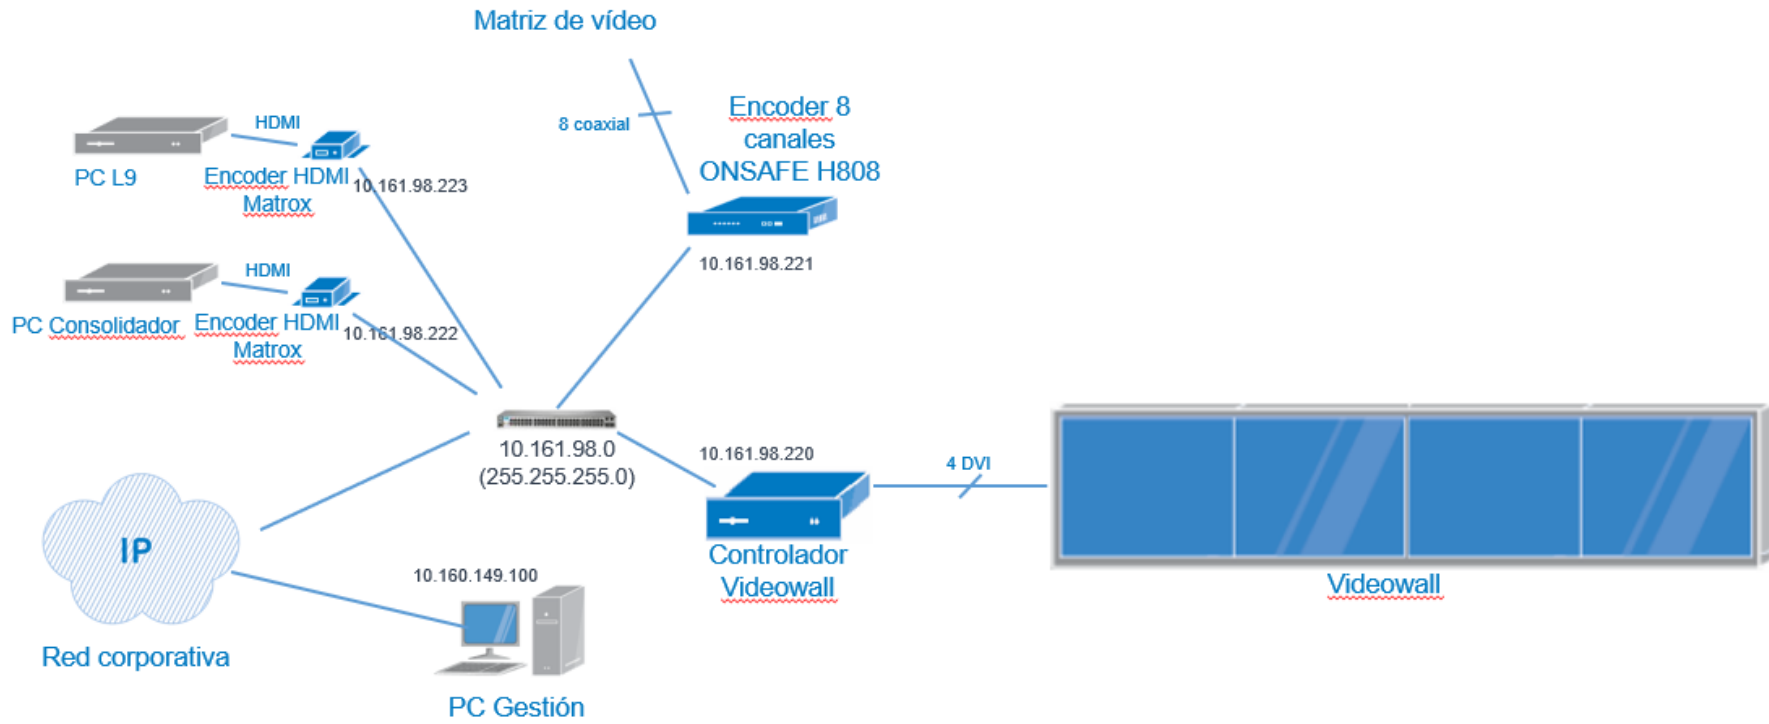 Matriz de vídeo
8 coaxial
Encoder 8
canales
ONSAFE H808
10.161.98.221
HDMI
PC L9
Encoder HDMI
Matrox
10.161.98.223
HDMI
PC Consolidador
Encoder HDMI
Matrox
10.161.98.222
10.161.98.0
(255.255.255.0)
10.161.98.220
Controlador
Videowall
4 DVI
Videowall
IP
Red corporativa
10.160.149.100
PC Gestión